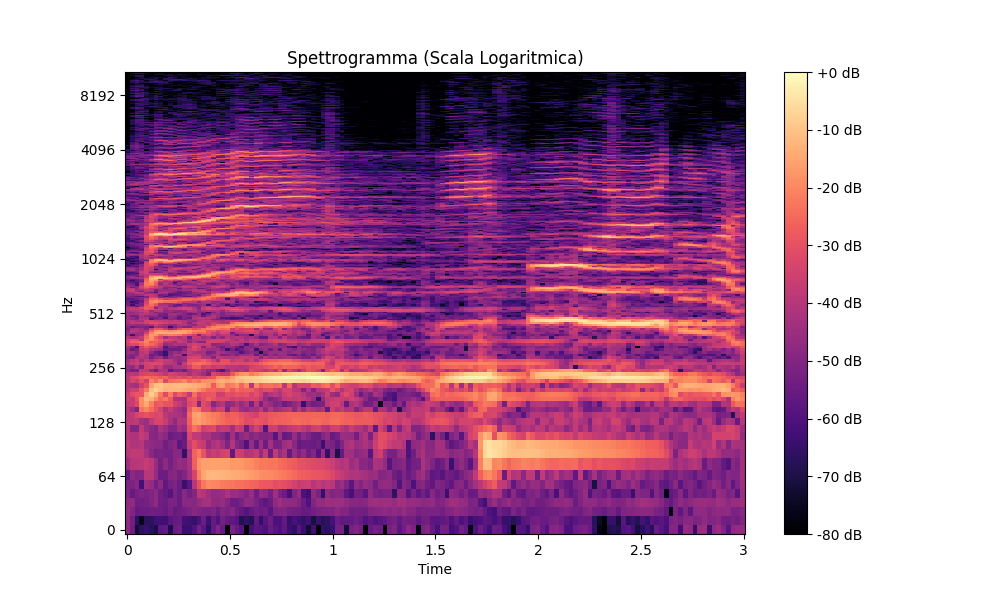 Spettrogramma (Scala Logaritmica)
8192
4096
2048
1024
512
256
128
64
0
Hz
0
0.5
1
1.5
2
2.5
3
Time
+0 dB
-10 dB
-20 dB
-30 dB
-40 dB
-50 dB
-60 dB
-70 dB
-80 dB